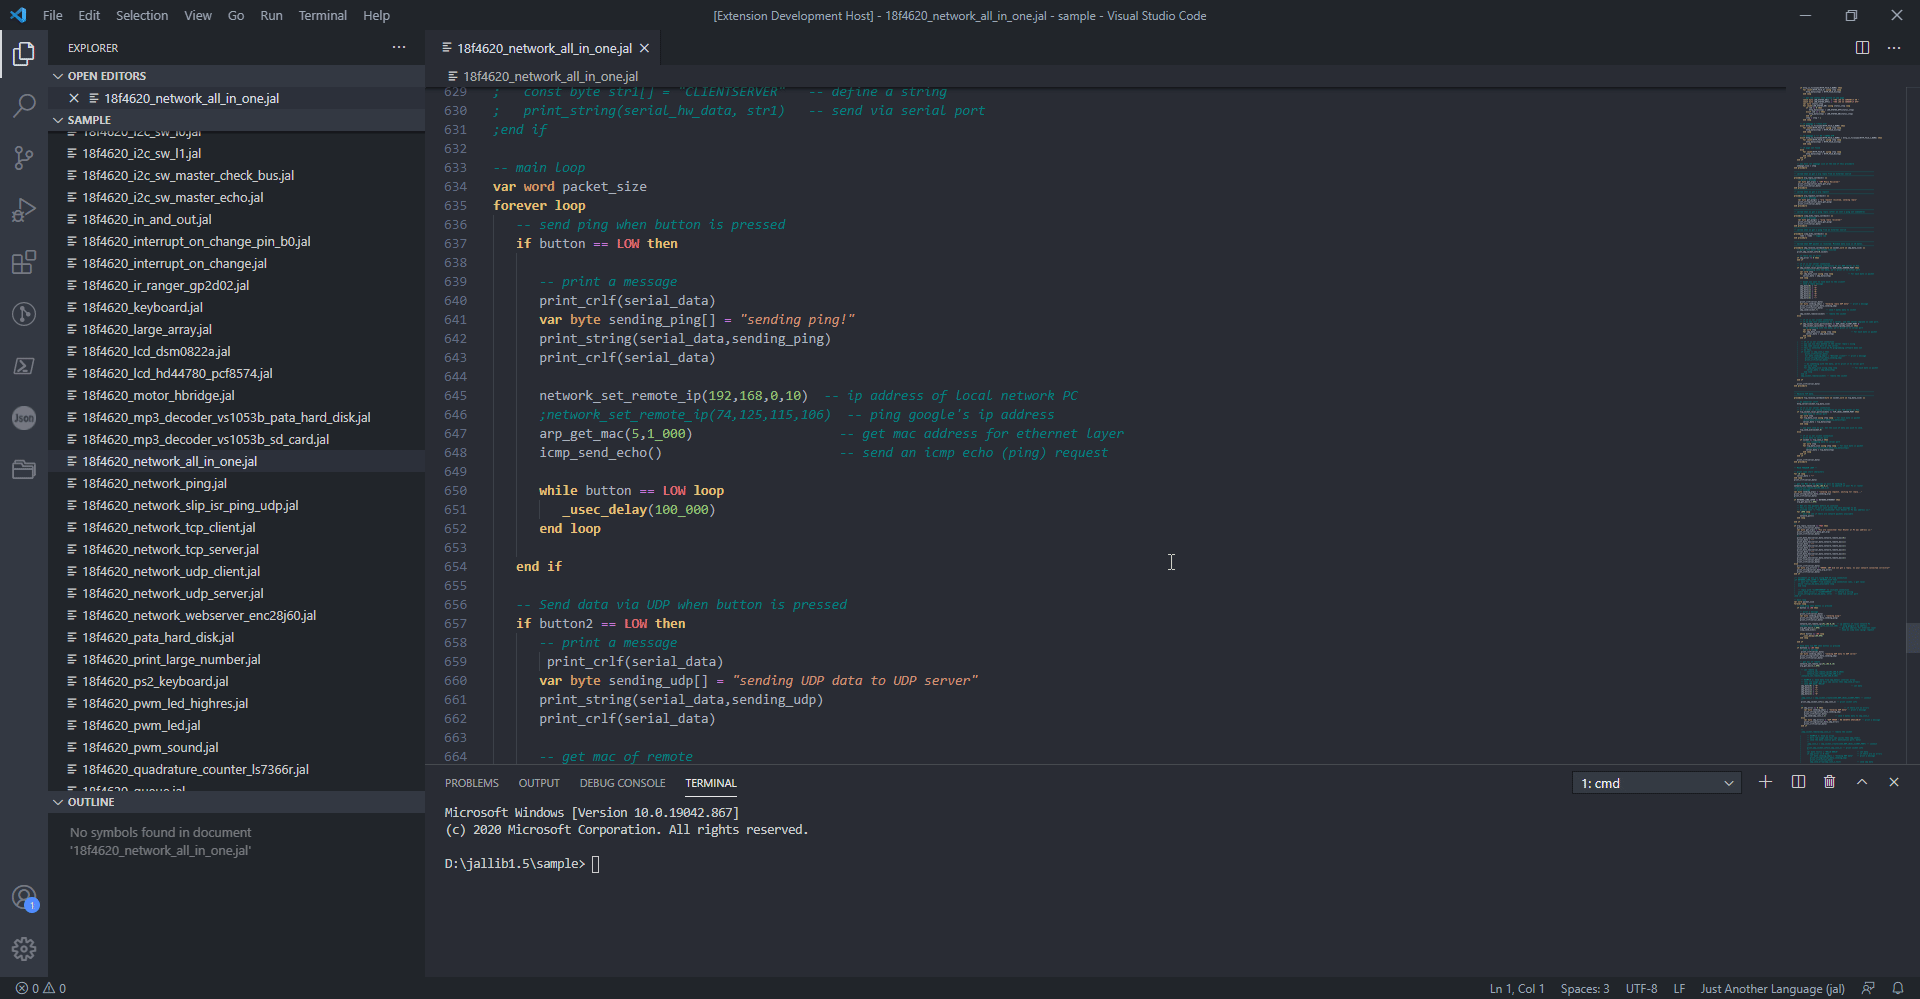 File Edit Selection View Go Run Terminal Help
[Extension Development Host] - 18f4620_network_all_in_one.jal - sample - Visual Studio Code
EXPLORER
OPEN EDITORS
18f4620_network_all_in_one.jal
SAMPLE
18f4620_i2c_sw_l1.jal
18f4620_i2c_sw_master_check_bus.jal
18f4620_i2c_sw_master_echo.jal
18f4620_in_and_out.jal
18f4620_interrupt_on_change_pin_b0.jal
18f4620_interrupt_on_change.jal
18f4620_ir_ranger_gp2d02.jal
18f4620_keyboard.jal
18f4620_large_array.jal
18f4620_lcd_dsm0822a.jal
18f4620_lcd_hd44780_pcf8574.jal
18f4620_motor_hbridge.jal
18f4620_mp3_decoder_vs1053b_pata_hard_disk.jal
18f4620_mp3_decoder_vs1053b_sd_card.jal
18f4620_network_all_in_one.jal
18f4620_network_ping.jal
18f4620_network_slip_isr_ping_udp.jal
18f4620_network_tcp_client.jal
18f4620_network_tcp_server.jal
18f4620_network_udp_client.jal
18f4620_network_udp_server.jal
18f4620_network_webserver_enc28j60.jal
18f4620_pata_hard_disk.jal
18f4620_print_large_number.jal
18f4620_ps2_keyboard.jal
18f4620_pwm_led_highres.jal
18f4620_pwm_led.jal
18f4620_pwm_sound.jal
18f4620_quadrature_counter_ls7366r.jal
18f4620_queue.jal
OUTLINE
No symbols found in document
'18f4620_network_all_in_one.jal'
Json
1
18f4620_network_all_in_one.jal
18f4620_network_all_in_one.jal
629 ;   const byte str1[] = "CLIENTSERVER"   -- define a string
630 ;   print_string(serial_hw_data, str1)   -- send via serial port
631 ;end if
632
633 -- main loop
634 var word packet_size
635 forever loop
636    -- send ping when button is pressed
637    if button == LOW then
638
639       -- print a message
640       print_crlf(serial_data)
641       var byte sending_ping[] = "sending ping!"
642       print_string(serial_data,sending_ping)
643       print_crlf(serial_data)
644
645       network_set_remote_ip(192,168,0,10)  -- ip address of local network PC
646       ;network_set_remote_ip(74,125,115,106)  -- ping google's ip address
647       arp_get_mac(5,1_000)                   -- get mac address for ethernet layer
648       icmp_send_echo()                       -- send an icmp echo (ping) request
649
650       while button == LOW loop
651          _usec_delay(100_000)
652       end loop
653
654    end if
655
656    -- Send data via UDP when button is pressed
657    if button2 == LOW then
658       -- print a message
659        print_crlf(serial_data)
660       var byte sending_udp[] = "sending UDP data to UDP server"
661       print_string(serial_data,sending_udp)
662       print_crlf(serial_data)
663
664       -- get mac of remote
PROBLEMS OUTPUT DEBUG CONSOLE TERMINAL
1: cmd
Microsoft Windows [Version 10.0.19042.867]
(c) 2020 Microsoft Corporation. All rights reserved.
D:\jallib1.5\sample>
0 0
Ln 1, Col 1 Spaces: 3 UTF-8 LF Just Another Language (jal)